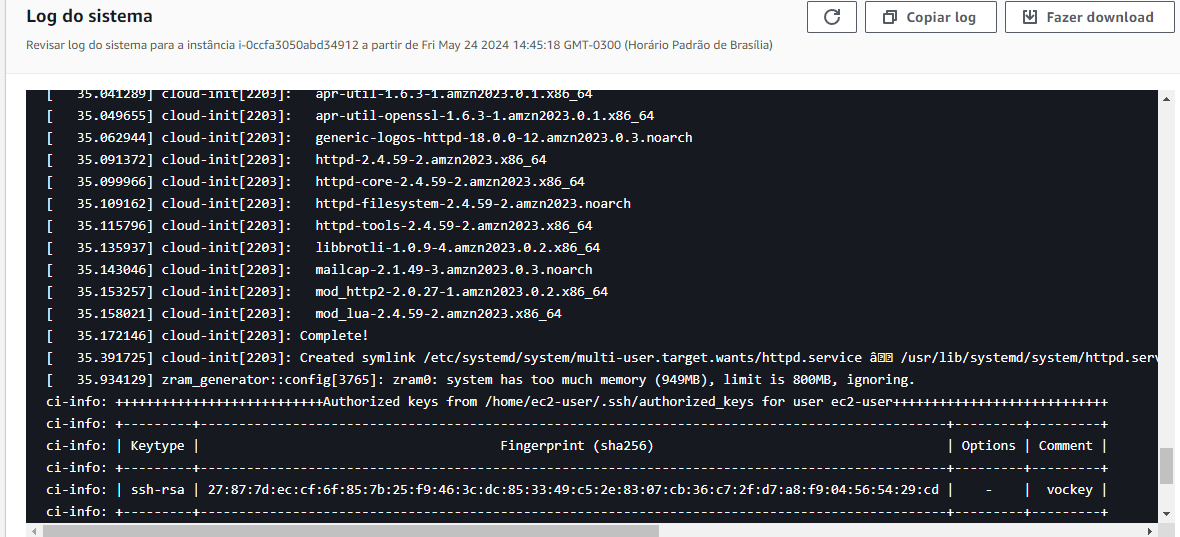 Log do sistema
Copiar log
Fazer download
Revisar log do sistema para a instância i-0ccfa3050abd34912 a partir de Fri May 24 2024 14:45:18 GMT-0300 (Horário Padrão de Brasília)
[   35.041289] cloud-init[2203]:   apr-util-1.6.3-1.amzn2023.0.1.x86_64
[   35.049655] cloud-init[2203]:   apr-util-openssl-1.6.3-1.amzn2023.0.1.x86_64
[   35.062944] cloud-init[2203]:   generic-logos-httpd-18.0.0-12.amzn2023.0.3.noarch
[   35.091372] cloud-init[2203]:   httpd-2.4.59-2.amzn2023.x86_64
[   35.099966] cloud-init[2203]:   httpd-core-2.4.59-2.amzn2023.x86_64
[   35.109162] cloud-init[2203]:   httpd-filesystem-2.4.59-2.amzn2023.noarch
[   35.115796] cloud-init[2203]:   httpd-tools-2.4.59-2.amzn2023.x86_64
[   35.135937] cloud-init[2203]:   libbrotli-1.0.9-4.amzn2023.0.2.x86_64
[   35.143046] cloud-init[2203]:   mailcap-2.1.49-3.amzn2023.0.3.noarch
[   35.153257] cloud-init[2203]:   mod_http2-2.0.27-1.amzn2023.0.2.x86_64
[   35.158021] cloud-init[2203]:   mod_lua-2.4.59-2.amzn2023.x86_64
[   35.172146] cloud-init[2203]: Complete!
[   35.391725] cloud-init[2203]: Created symlink /etc/systemd/system/multi-user.target.wants/httpd.service â /usr/lib/systemd/system/httpd.serv
[   35.934129] zram_generator::config[3765]: zram0: system has too much memory (949MB), limit is 800MB, ignoring.
ci-info: +++++++++++++++++++++++++++Authorized keys from /home/ec2-user/.ssh/authorized_keys for user ec2-user++++++++++++++++++++++++++++
ci-info: +---------+-------------------------------------------------------------------------------------------------+---------+---------+
ci-info: | Keytype |                                       Fingerprint (sha256)                                      | Options | Comment |
ci-info: +---------+-------------------------------------------------------------------------------------------------+---------+---------+
ci-info: | ssh-rsa | 27:87:7d:ec:cf:6f:85:7b:25:f9:46:3c:dc:85:33:49:c5:2e:83:07:cb:36:c7:2f:d7:a8:f9:04:56:54:29:cd |    -    |  vockey |
ci-info: +---------+-------------------------------------------------------------------------------------------------+---------+---------+